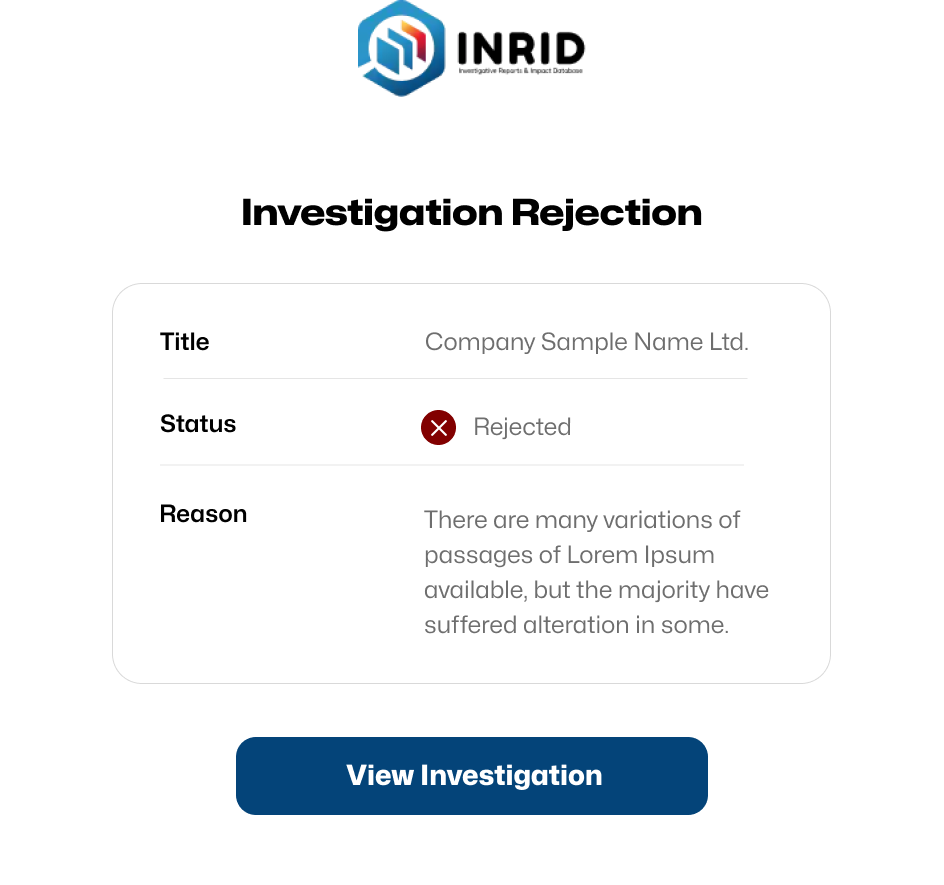 INRID
Investigative Reports & Impact Database
Investigation Rejection
Title
Company Sample Name Ltd.
Status
Rejected
Reason
There are many variations of
passages of Lorem Ipsum
available, but the majority have
suffered alteration in some.
View Investigation